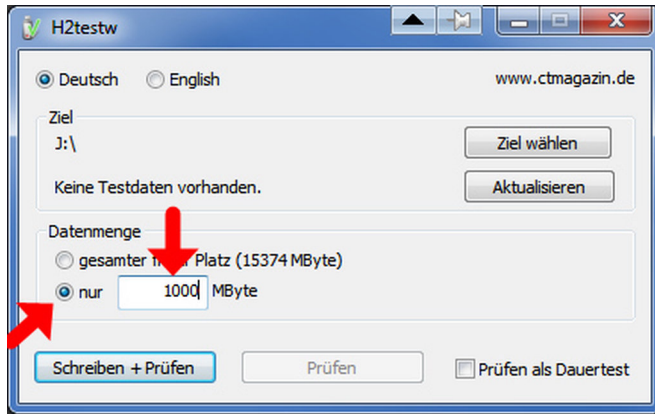 H2testw
Deutsch English www.ctmagazin.de
Ziel
J:\ Ziel wählen
Keine Testdaten vorhanden. Aktualisieren
Datenmenge
gesamter Platz (15374 MByte)
nur 1000 MByte
Schreiben + Prüfen Prüfen Prüfen als Dauertest